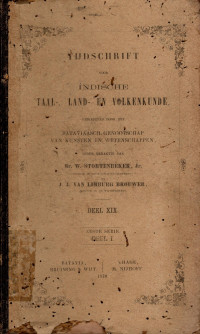 TIJDSCHRIFT
VOOR
INDISCHE
TAAL- LAND- EN VOLKENKUNDE,
UITGEGEVEN DOOR HET
BATAVIAASCH GENOOTSCHAP
VAN KUNSTEN EN WETENSCHAPPEN,
ONDER REDACTIE VAN
Mr. W. STORTENBEKER, Jr.
EN
J. J. VAN LIMBURG BROUWER.
DEEL XIX.
SERIE
DEEL I.
BATAVIA,
BRUINING & WIJT.
M. NIJHOFF